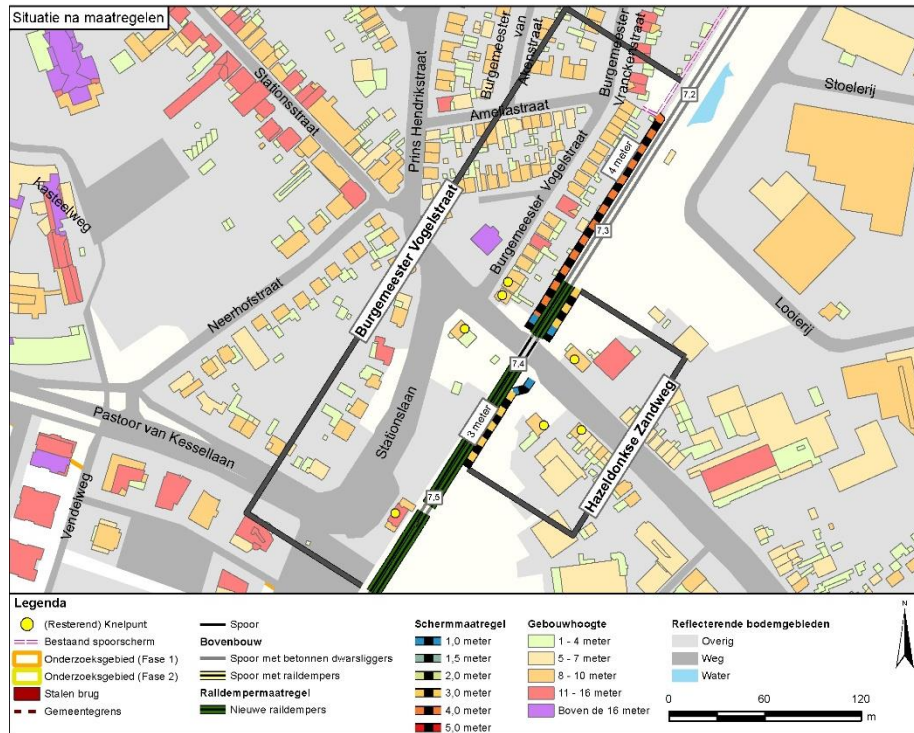 Situatie na maatregelen
Burgemeester
van
Akenstraat
Burgemeester
Vranckenstraat
7,2
Stoelerij
Stationsstraat
Prins Hendrikstraat
Ameliastraat
Burgemeester Vogelstraat
4 meter
7,3
Kasteelweg
Burgemeester Vogelstraat
Neerhofstraat
Looierij
7,4
Stationslaan
3 meter
Hazeldonkse Zandweg
Pastoor van Kessellaan
Vendelweg
7,5
Legenda
(Resterend) Knelpunt
Bestaand spoorscherm
Onderzoeksgebied (Fase 1)
Onderzoeksgebied (Fase 2)
Stalen brug
Gemeentegrens
Spoor
Bovenbouw
Spoor met betonnen dwarsliggers
Spoor met raildempers
Raildempermaatregel
Nieuwe raildempers
Schermmaatregel
1,0 meter
1,5 meter
2,0 meter
3,0 meter
4,0 meter
5,0 meter
Gebouwhoogte
1 - 4 meter
5 - 7 meter
8 - 10 meter
11 - 16 meter
Boven de 16 meter
Reflecterende bodemgebieden
Overig
Weg
Water
N
0 60 120
m